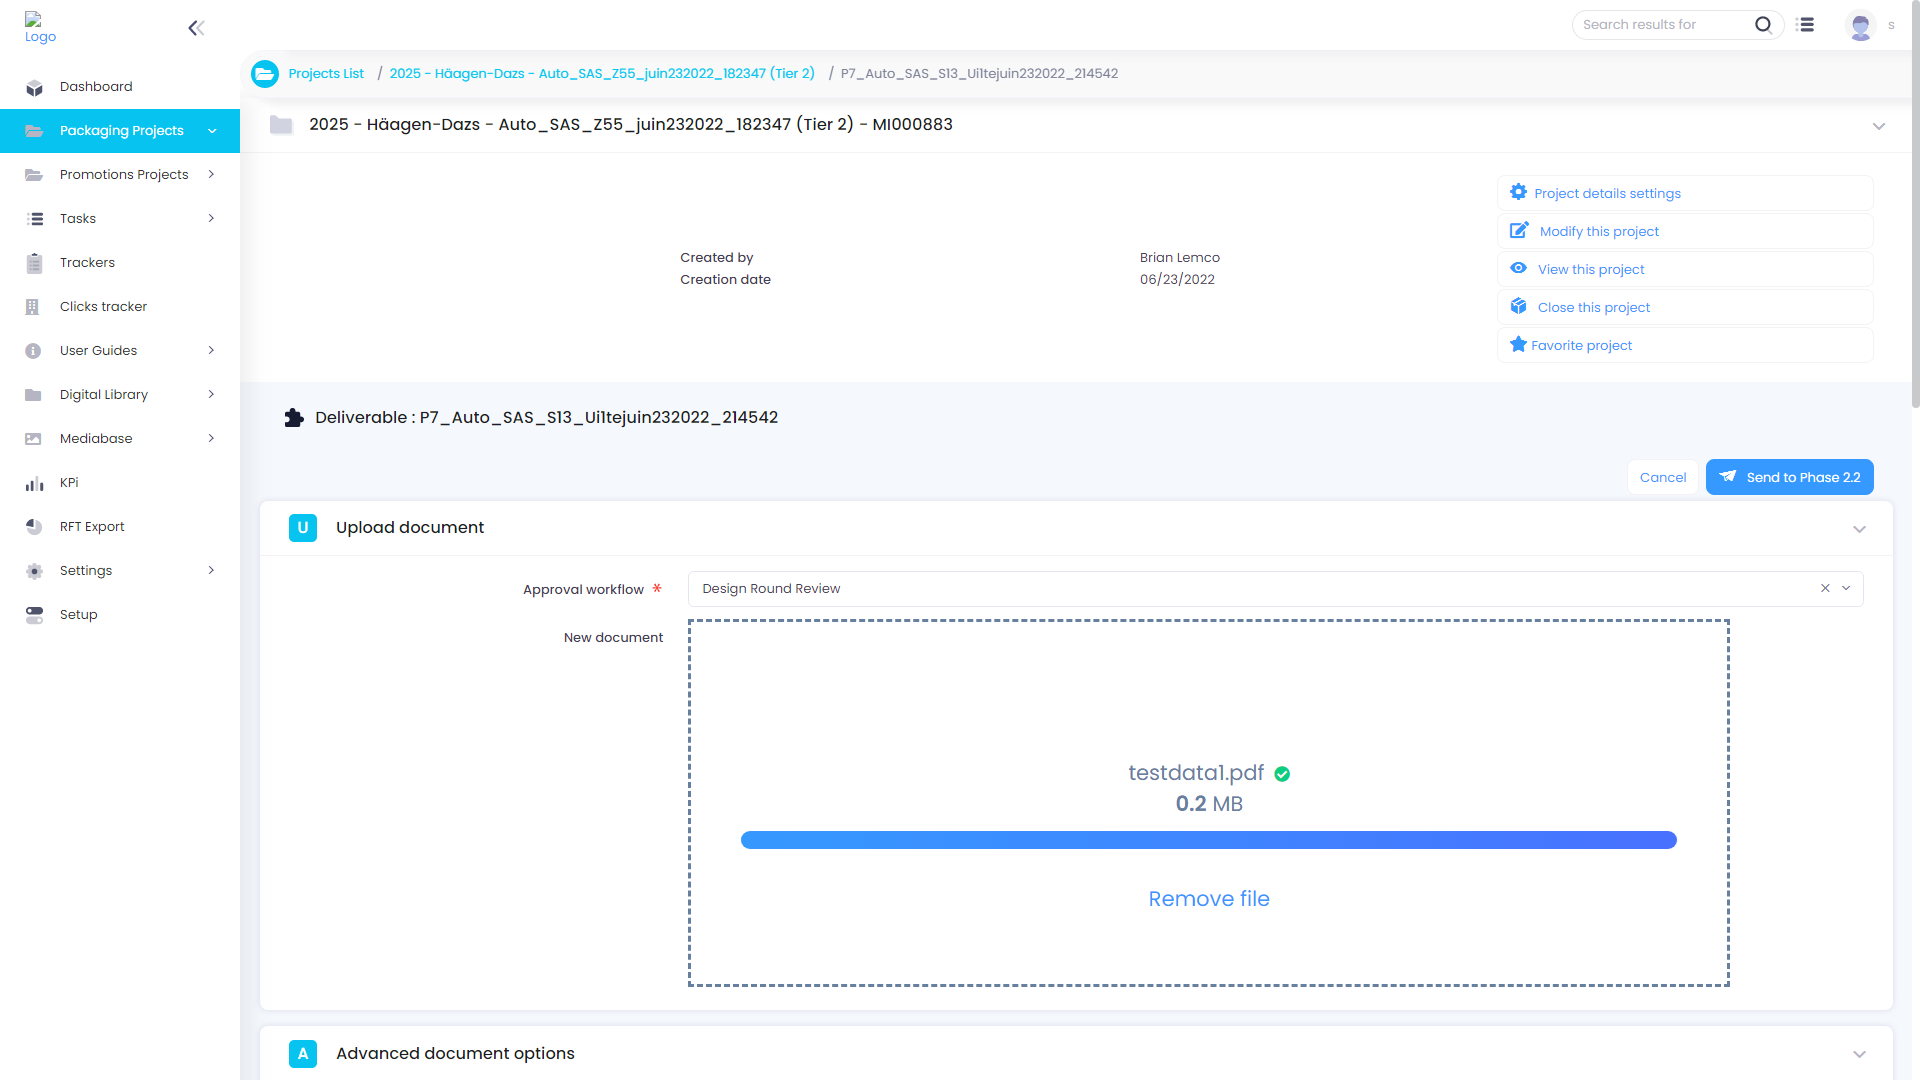 Logo
Search results for
s
Dashboard
Packaging Projects
Promotions Projects
Tasks
Trackers
Clicks tracker
User Guides
Digital Library
Mediabase
KPi
RFT Export
Settings
Setup
Projects List / 2025 - Häagen-Dazs - Auto_SAS_Z55_juin232022_182347 (Tier 2) / P7_Auto_SAS_S13_Ui1tejuin232022_214542
2025 - Häagen-Dazs - Auto_SAS_Z55_juin232022_182347 (Tier 2) - MI000883
Created by Brian Lemco
Creation date 06/23/2022
Project details settings
Modify this project
View this project
Close this project
Favorite project
Deliverable : P7_Auto_SAS_S13_Ui1tejuin232022_214542
Cancel
Send to Phase 2.2
U Upload document
Approval workflow * Design Round Review
New document
testdata1.pdf
0.2 MB
Remove file
A Advanced document options